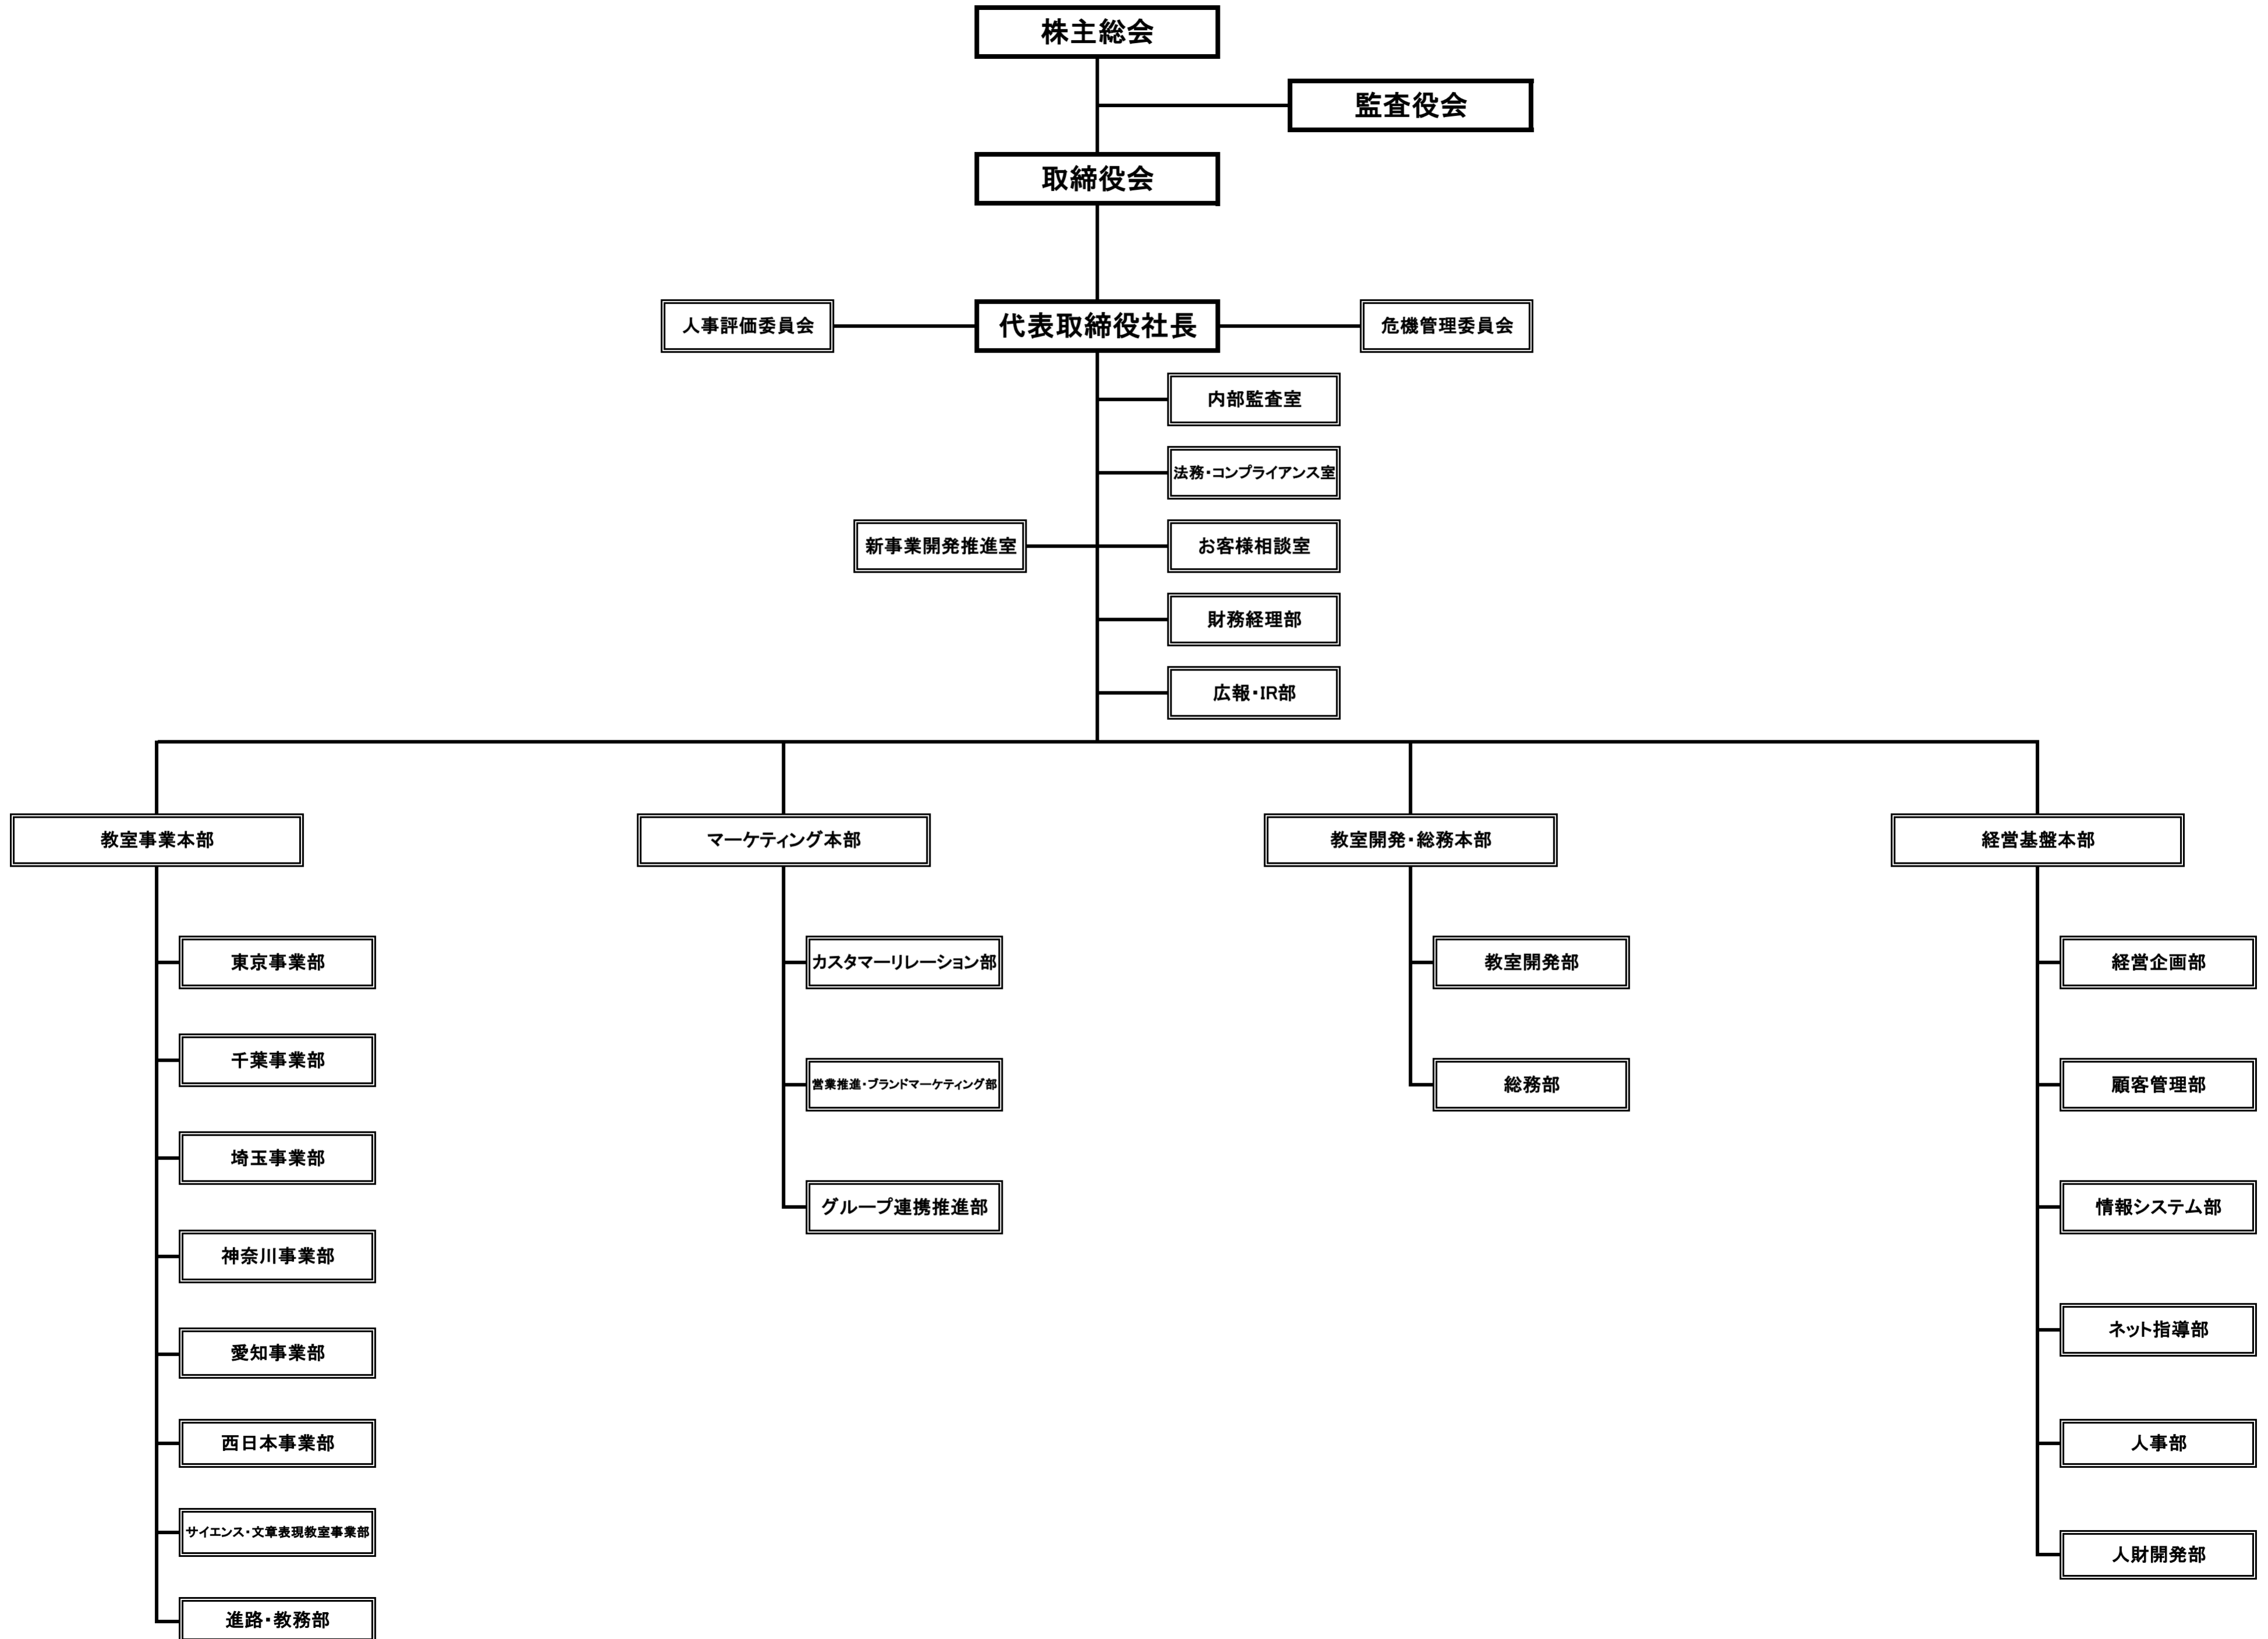 株主総会
監査役会
取締役会
人事評価委員会
代表取締役社長
危機管理委員会
内部監査室
法務・コンプライアンス室
新事業開発推進室
お客様相談室
財務経理部
広報・IR部
教室事業本部
マーケティング本部
教室開発・総務本部
経営基盤本部
東京事業部
千葉事業部
埼玉事業部
神奈川事業部
愛知事業部
西日本事業部
サイエンス・文章表現教室事業部
進路・教務部
カスタマーリレーション部
営業推進・ブランドマーケティング部
グループ連携推進部
教室開発部
総務部
経営企画部
顧客管理部
情報システム部
ネット指導部
人事部
人財開発部